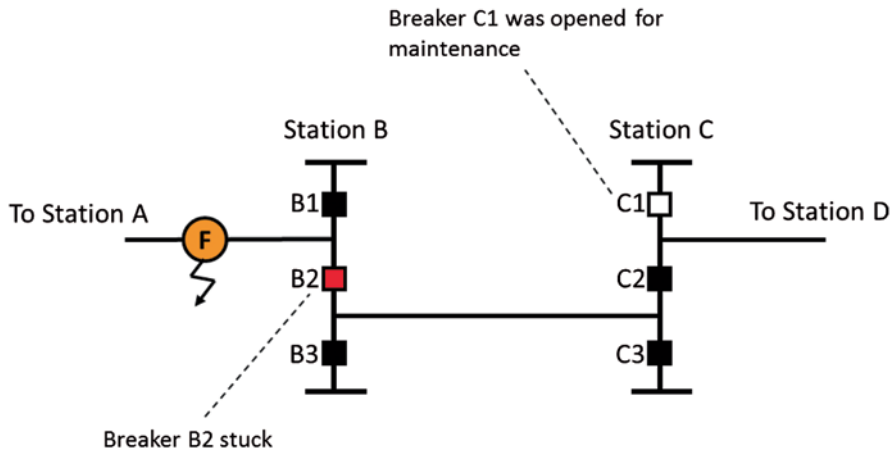 Breaker C1 was opened for
maintenance
Station B
Station C
B1
C1
To Station A
To Station D
F
B2
C2
B3
C3
Breaker B2 stuck